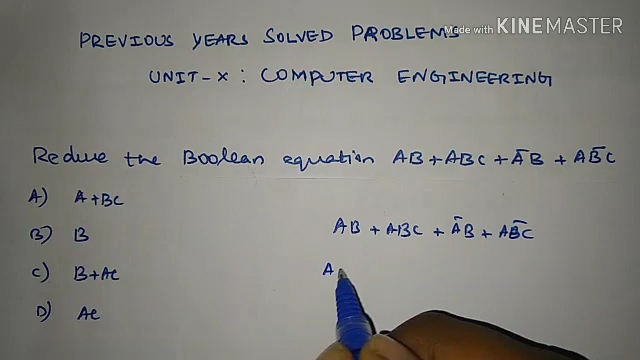 Made with KINEMASTER
PREVIOUS YEARS SOLVED PROBLEMS
UNIT-X : COMPUTER ENGINEERING
Reduce the Boolean equation AB + ABC + ĀB + AB̄C
A) A+BC
B) B
C) B+AC
D) AC
AB + ABC + ĀB + AB̄C
A